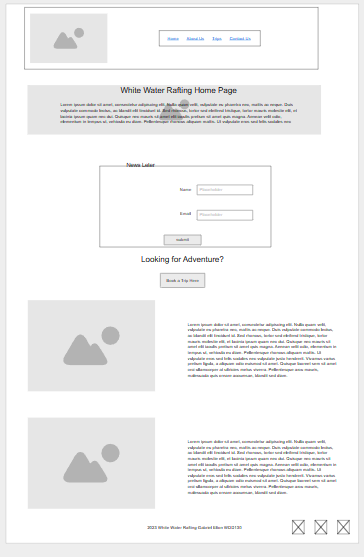 Home About Us Trips Contact Us
White Water Rafting Home Page
Lorem ipsum dolor sit amet, consectetur adipiscing elit. Nulla quam velit, vulputate eu pharetra nec, mattis ac neque. Duis
vulputate commodo lectus, ac blandit elit tincidunt id. Sed rhoncus, tortor sed eleifend tristique, tortor mauris molestie
elit, et lacinia ipsum quam nec dui. Quisque nec mauris sit amet elit iaculis pretium sit amet quis magna. Aenean velit odio,
elementum in tempus ut, vehicula eu diam. Pellentesque rhoncus aliquam mattis. Ut vulputate eros sed felis sodales nec
News Leter
Name Placeholder
Email Placeholder
submit
Looking for Adventure?
Book a Trip Here
Lorem ipsum dolor sit amet, consectetur adipiscing elit. Nulla quam velit,
vulputate eu pharetra nec, mattis ac neque. Duis vulputate commodo lectus,
ac blandit elit tincidunt id. Sed rhoncus, tortor sed eleifend tristique, tortor
mauris molestie elit, et lacinia ipsum quam nec dui. Quisque nec mauris sit
amet elit iaculis pretium sit amet quis magna. Aenean velit odio, elementum in
tempus ut, vehicula eu diam. Pellentesque rhoncus aliquam mattis. Ut
vulputate eros sed felis sodales nec vulputate justo hendrerit. Vivamus varius
pretium ligula, a aliquam odio euismod sit amet. Quisque laoreet sem sit amet
orci ullamcorper at ultricies metus viverra. Pellentesque arcu mauris,
malesuada quis ornare accumsan, blandit sed diam.
Lorem ipsum dolor sit amet, consectetur adipiscing elit. Nulla quam velit,
vulputate eu pharetra nec, mattis ac neque. Duis vulputate commodo lectus,
ac blandit elit tincidunt id. Sed rhoncus, tortor sed eleifend tristique, tortor
mauris molestie elit, et lacinia ipsum quam nec dui. Quisque nec mauris sit
amet elit iaculis pretium sit amet quis magna. Aenean velit odio, elementum in
tempus ut, vehicula eu diam. Pellentesque rhoncus aliquam mattis. Ut
vulputate eros sed felis sodales nec vulputate justo hendrerit. Vivamus varius
pretium ligula, a aliquam odio euismod sit amet. Quisque laoreet sem sit amet
orci ullamcorper at ultricies metus viverra. Pellentesque arcu mauris,
malesuada quis ornare accumsan, blandit sed diam.
2023 White Water Rafting Gabriel